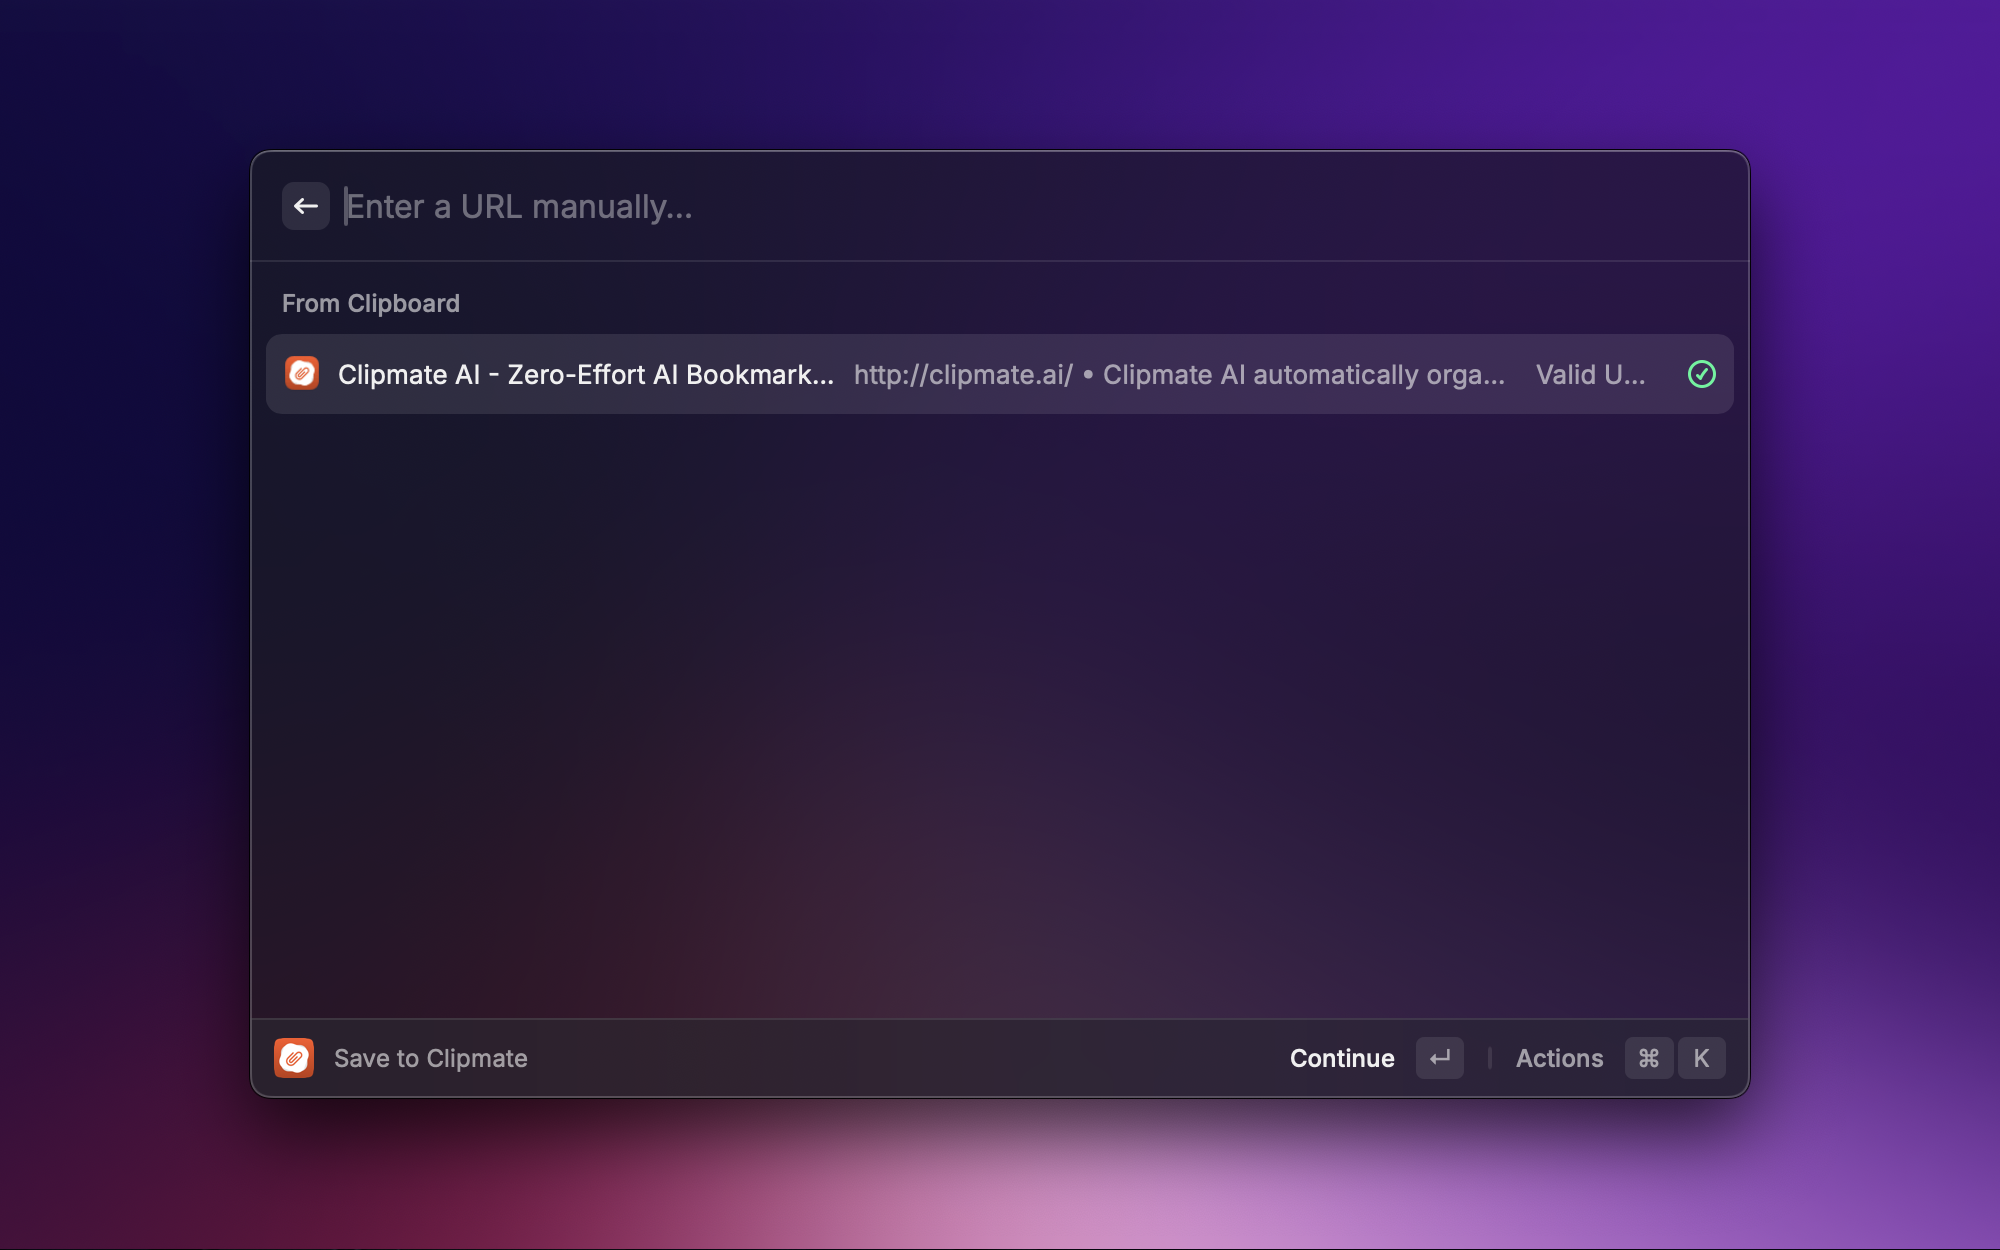 Enter a URL manually...
From Clipboard
Clipmate AI - Zero-Effort AI Bookmark... http://clipmate.ai/ • Clipmate AI automatically orga... Valid U...
Save to Clipmate Continue ↵ Actions ⌘ K